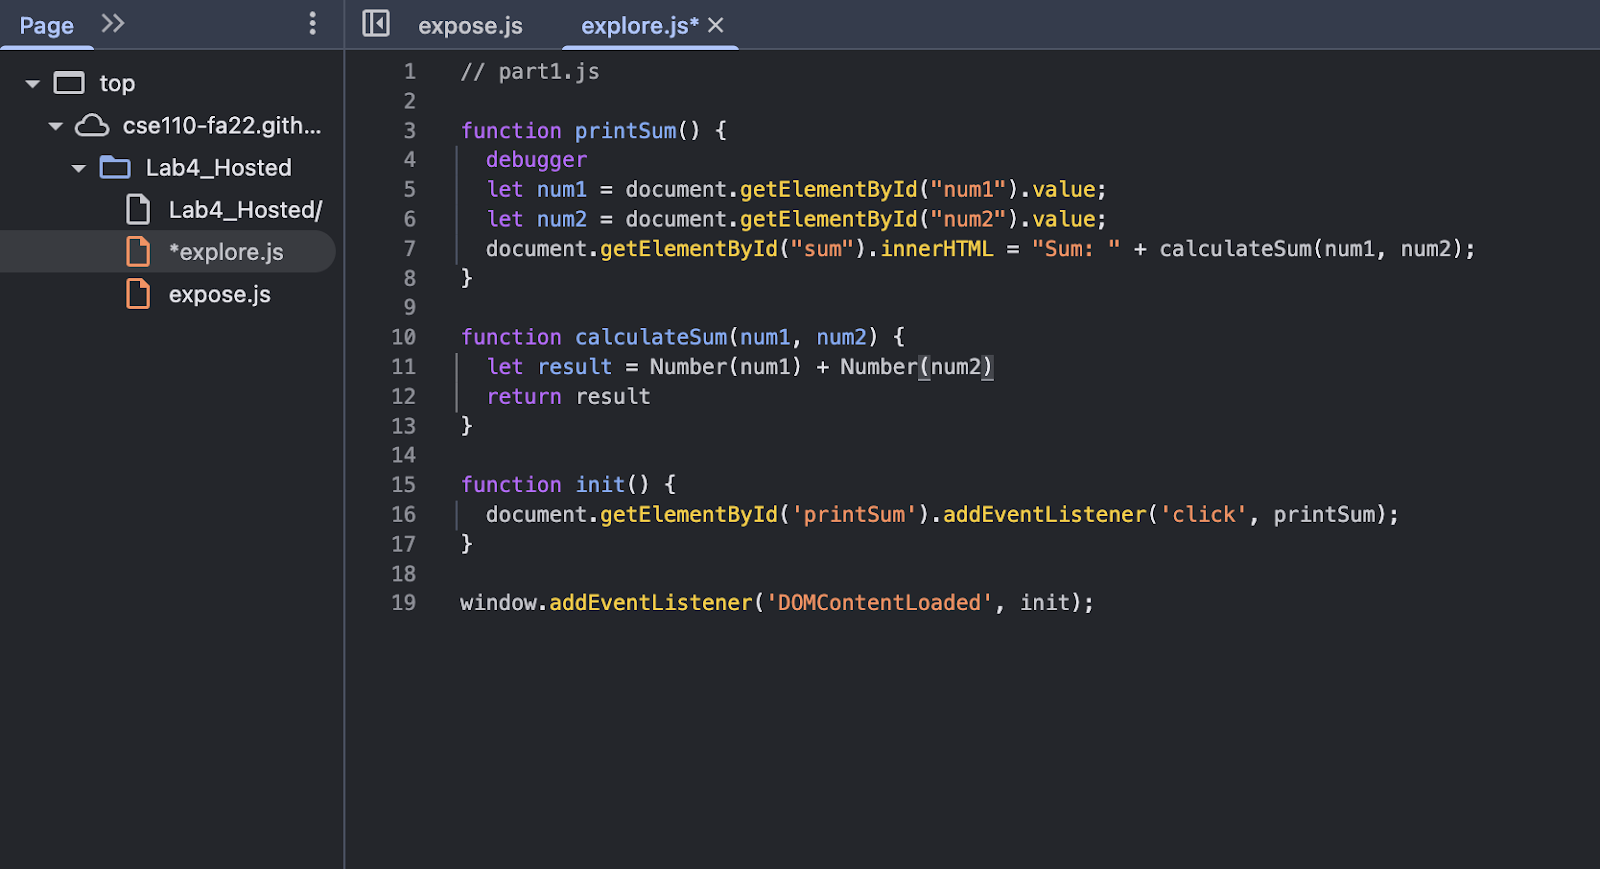 Page
expose.js
explore.js*
top
cse110-fa22.gith...
Lab4_Hosted
Lab4_Hosted/
*explore.js
expose.js
1 // part1.js
2
3 function printSum() {
4   debugger
5   let num1 = document.getElementById("num1").value;
6   let num2 = document.getElementById("num2").value;
7   document.getElementById("sum").innerHTML = "Sum: " + calculateSum(num1, num2);
8 }
9
10 function calculateSum(num1, num2) {
11   let result = Number(num1) + Number(num2)
12   return result
13 }
14
15 function init() {
16   document.getElementById('printSum').addEventListener('click', printSum);
17 }
18
19 window.addEventListener('DOMContentLoaded', init);